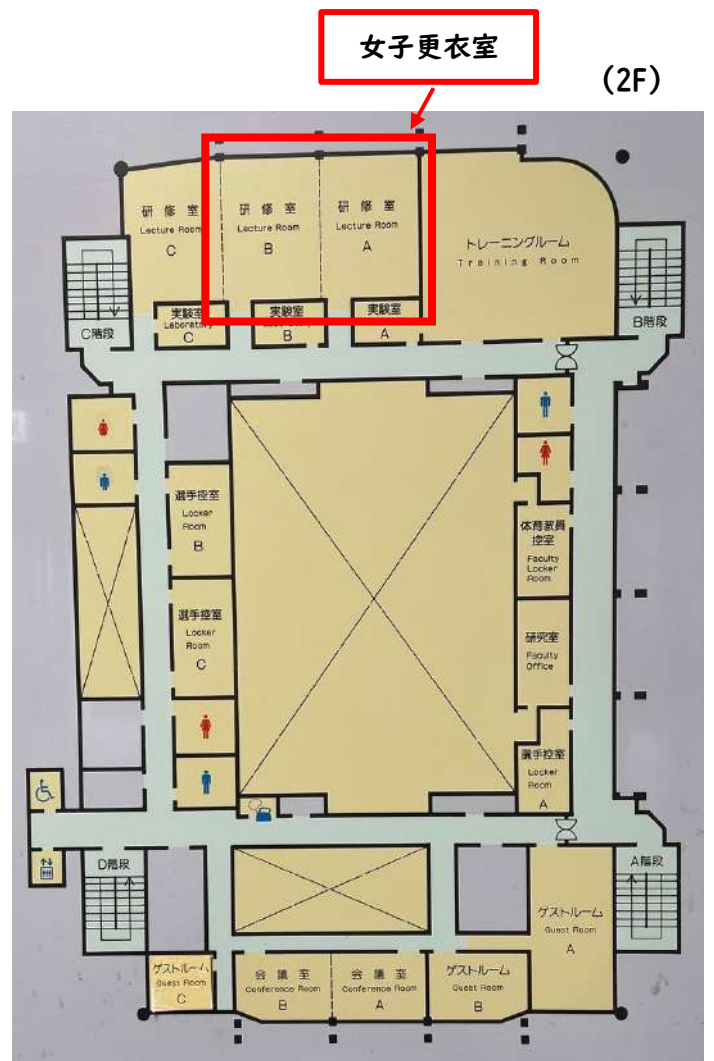 女子更衣室
(2F)
研修室
Lecture Room
C
研修室
Lecture Room
B
研修室
Lecture Room
A
トレーニングルーム
Training Room
実験室
Laboratory
C
実験室
B
実験室
A
C階段
B階段
選手控室
Locker
Room
B
体育教員
控室
Faculty
Locker
Room
選手控室
Locker
Room
C
研究室
Faculty
Office
選手控室
Locker
Room
A
D階段
A階段
ゲストルーム
Guest Room
A
ゲストルーム
Guest Room
C
会議室
Conference Room
B
会議室
Conference Room
A
ゲストルーム
Guest Room
B